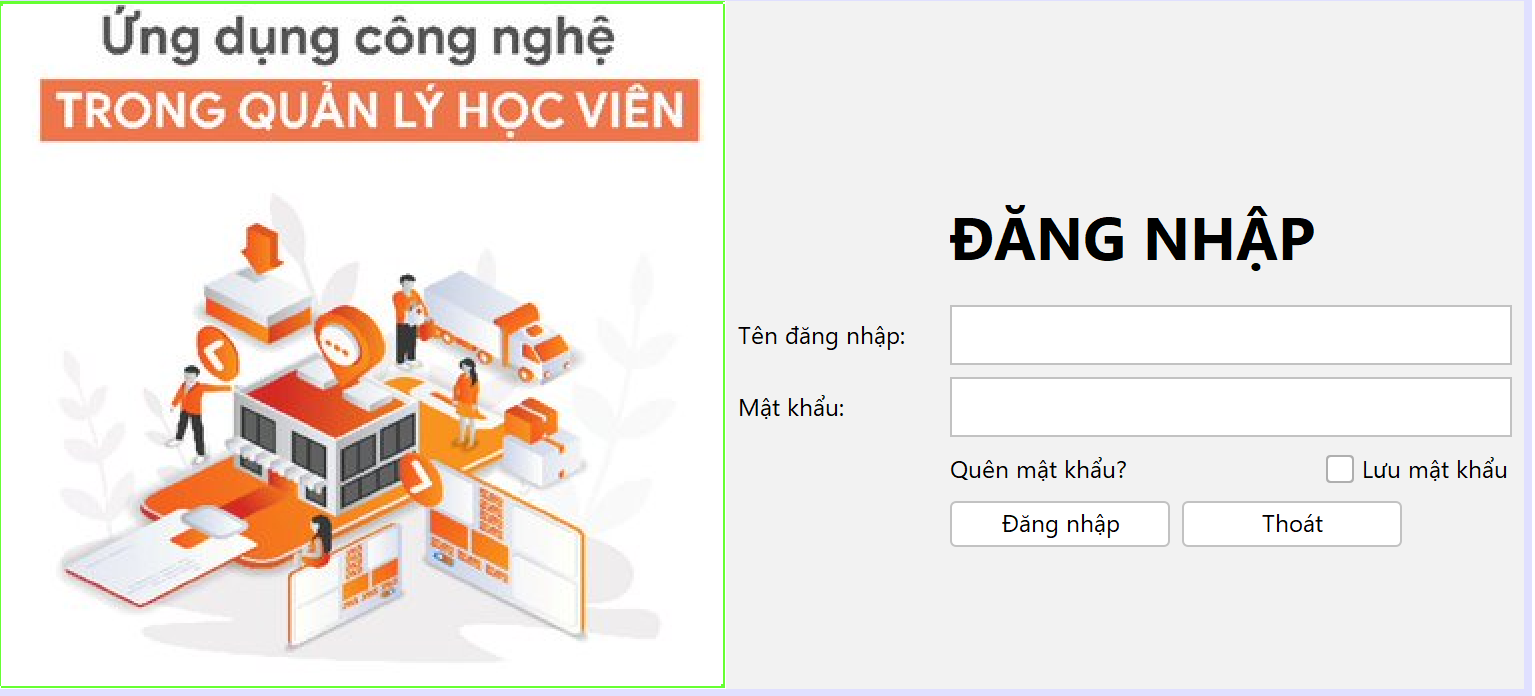 Ứng dụng công nghệ
TRONG QUẢN LÝ HỌC VIÊN
ĐĂNG NHẬP
Tên đăng nhập:
Mật khẩu:
Quên mật khẩu? Lưu mật khẩu
Đăng nhập Thoát